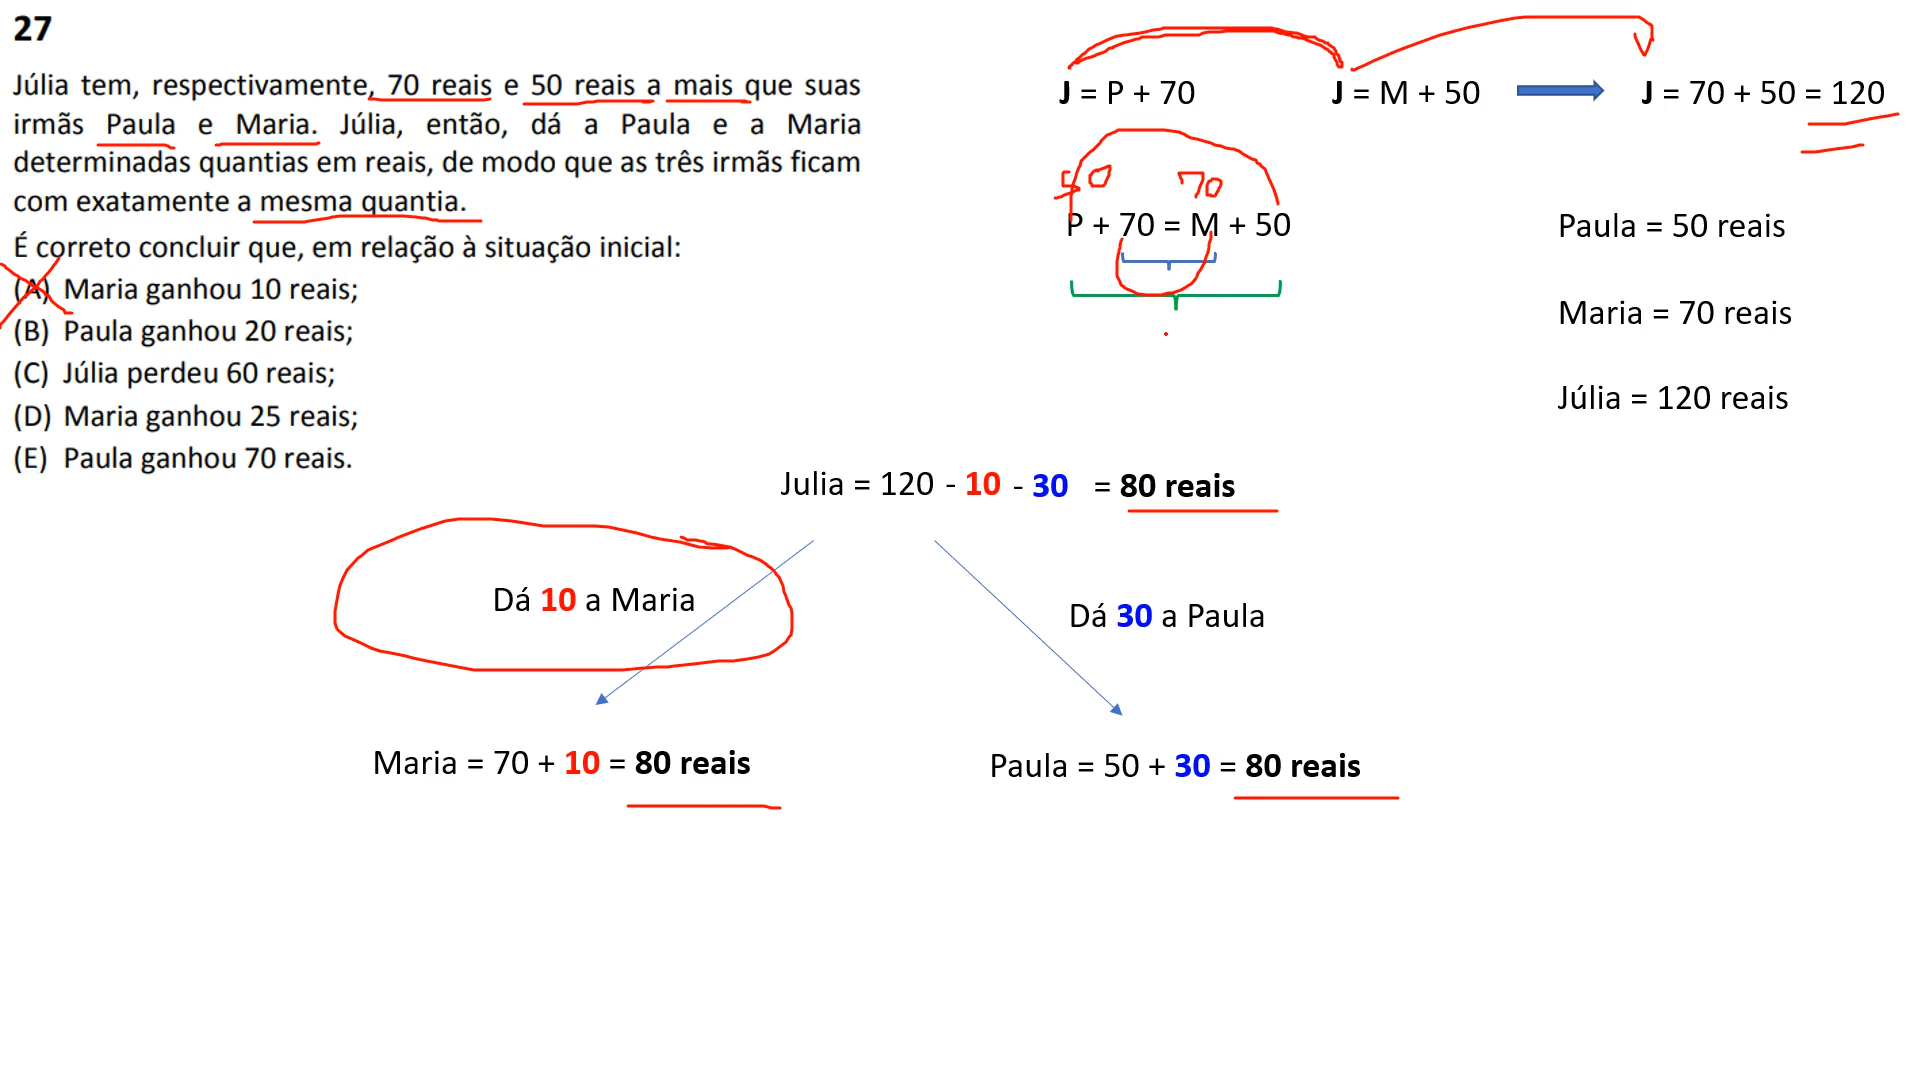 27
Júlia tem, respectivamente, 70 reais e 50 reais a mais que suas
irmãs Paula e Maria. Júlia, então, dá a Paula e a Maria
determinadas quantias em reais, de modo que as três irmãs ficam
com exatamente a mesma quantia.
É correto concluir que, em relação à situação inicial:
(A) Maria ganhou 10 reais;
(B) Paula ganhou 20 reais;
(C) Júlia perdeu 60 reais;
(D) Maria ganhou 25 reais;
(E) Paula ganhou 70 reais.
J = P + 70
J = M + 50
J = 70 + 50 = 120
50 70
P + 70 = M + 50
Paula = 50 reais
Maria = 70 reais
Júlia = 120 reais
Julia = 120 - 10 - 30 = 80 reais
Dá 10 a Maria
Dá 30 a Paula
Maria = 70 + 10 = 80 reais
Paula = 50 + 30 = 80 reais